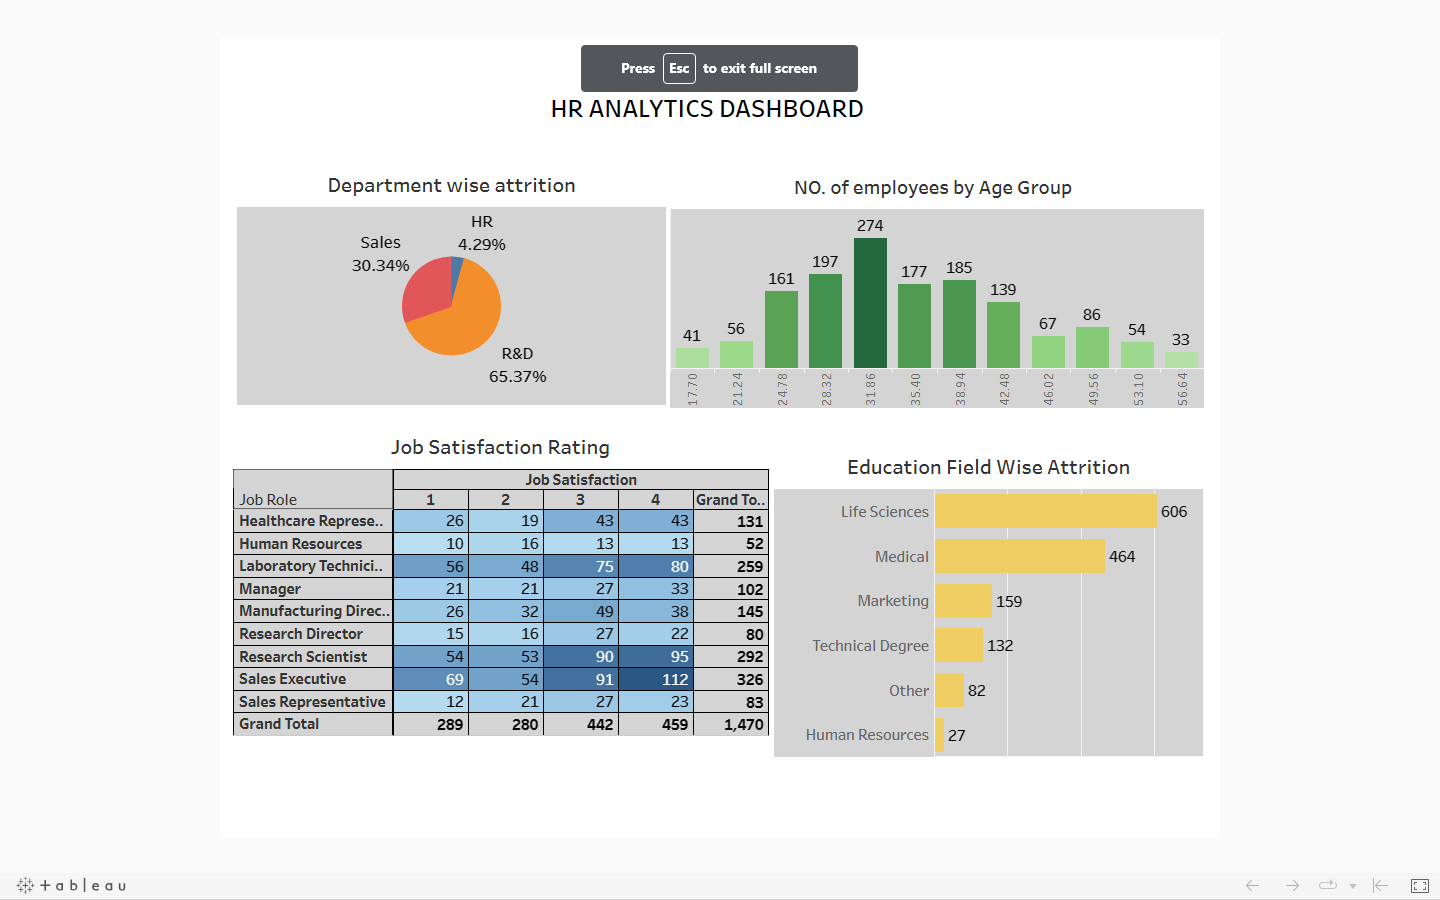 Press Esc to exit full screen
HR ANALYTICS DASHBOARD
Department wise attrition
HR
4.29%
Sales
30.34%
R&D
65.37%
NO. of employees by Age Group
41 56 161 197 274 177 185 139 67 86 54 33
17.70 21.24 24.78 28.32 31.86 35.40 38.94 42.48 46.02 49.56 53.10 56.64
Job Satisfaction Rating
Job Satisfaction
Job Role 1 2 3 4 Grand To..
Healthcare Represe.. 26 19 43 43 131
Human Resources 10 16 13 13 52
Laboratory Technici.. 56 48 75 80 259
Manager 21 21 27 33 102
Manufacturing Direc.. 26 32 49 38 145
Research Director 15 16 27 22 80
Research Scientist 54 53 90 95 292
Sales Executive 69 54 91 112 326
Sales Representative 12 21 27 23 83
Grand Total 289 280 442 459 1,470
Education Field Wise Attrition
Life Sciences 606
Medical 464
Marketing 159
Technical Degree 132
Other 82
Human Resources 27
+ableau